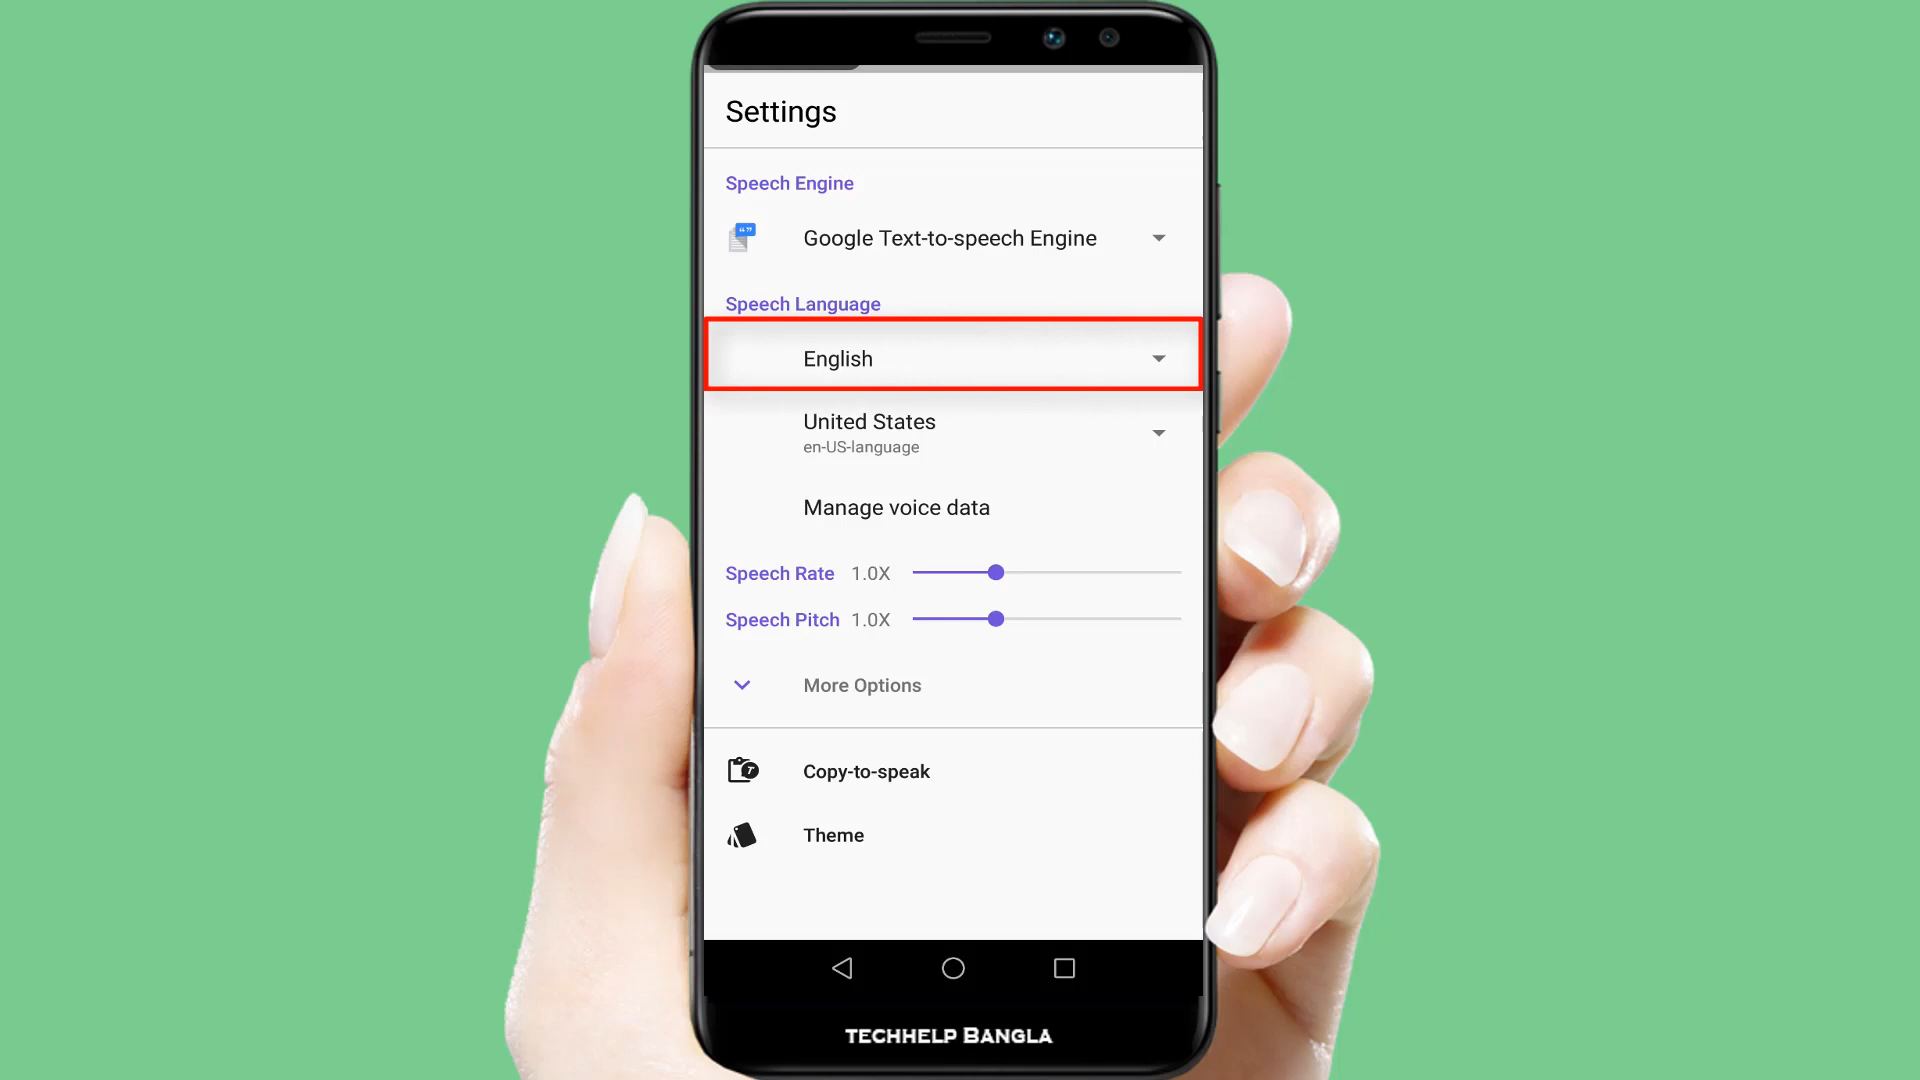 Settings
Speech Engine
Google Text-to-speech Engine
Speech Language
English
United States
en-US-language
Manage voice data
Speech Rate 1.0X
Speech Pitch 1.0X
More Options
Copy-to-speak
Theme
TECHHELP BANGLA